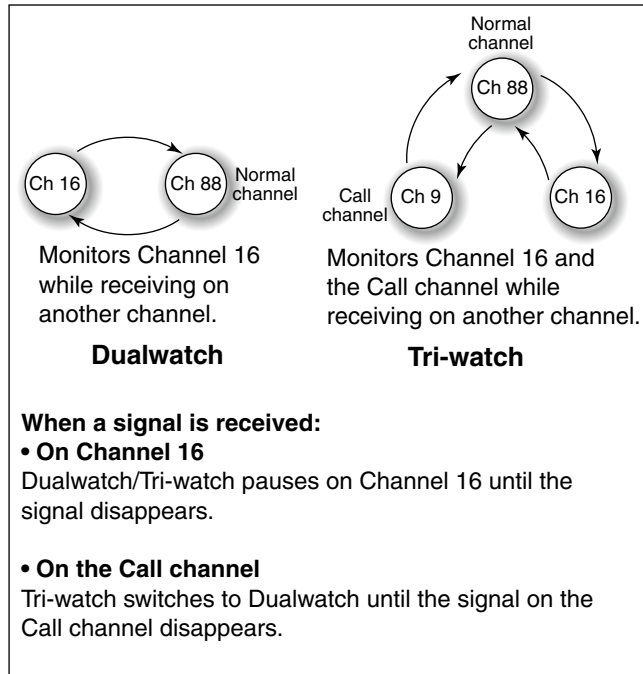 Ch 16
Ch 88
Normal
channel
Monitors Channel 16
while receiving on
another channel.
Dualwatch
Normal
channel
Ch 88
Call
channel
Ch 9
Ch 16
Monitors Channel 16 and
the Call channel while
receiving on another channel.
Tri-watch
When a signal is received:
• On Channel 16
Dualwatch/Tri-watch pauses on Channel 16 until the
signal disappears.
• On the Call channel
Tri-watch switches to Dualwatch until the signal on the
Call channel disappears.